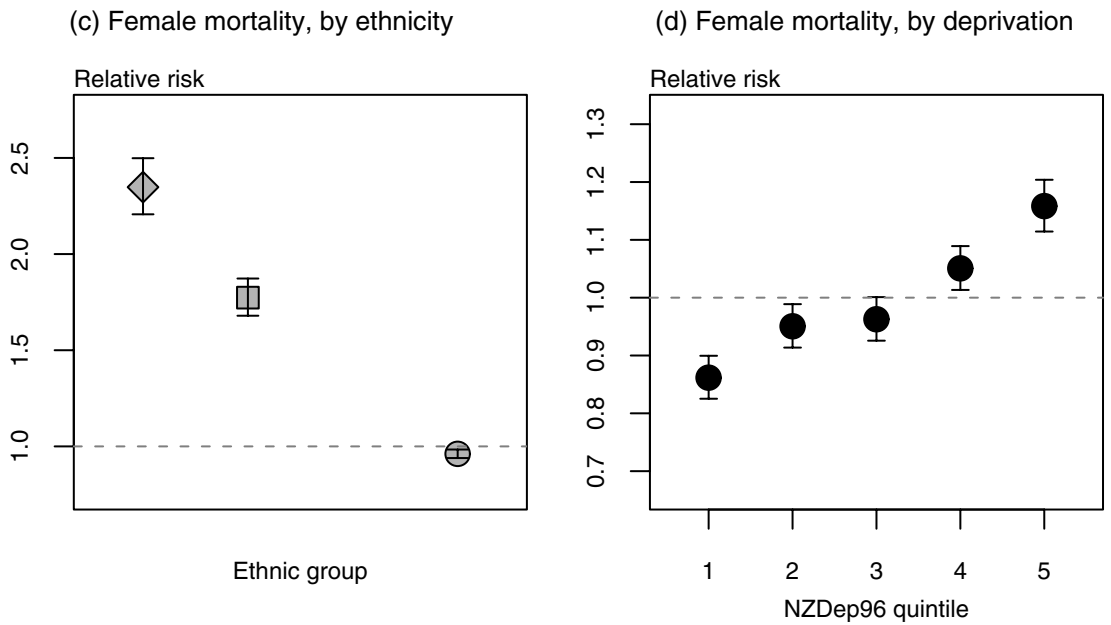 (c) Female mortality, by ethnicity
Relative risk
2.5
2.0
1.5
1.0
Ethnic group
(d) Female mortality, by deprivation
Relative risk
1.3
1.2
1.1
1.0
0.9
0.8
0.7
1 2 3 4 5
NZDep96 quintile